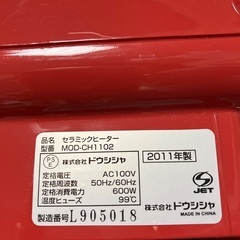 品名 セラミックヒーター
型番 MOD-CH1102
PSE 株式会社ドウシシャ 2011年製
定格電圧 AC100V
定格周波数 50Hz/60Hz
定格消費電力 600W
温度ヒューズ 99℃
JET
株式会社ドウシシャ MADE IN CHINA
製造番号 L905018